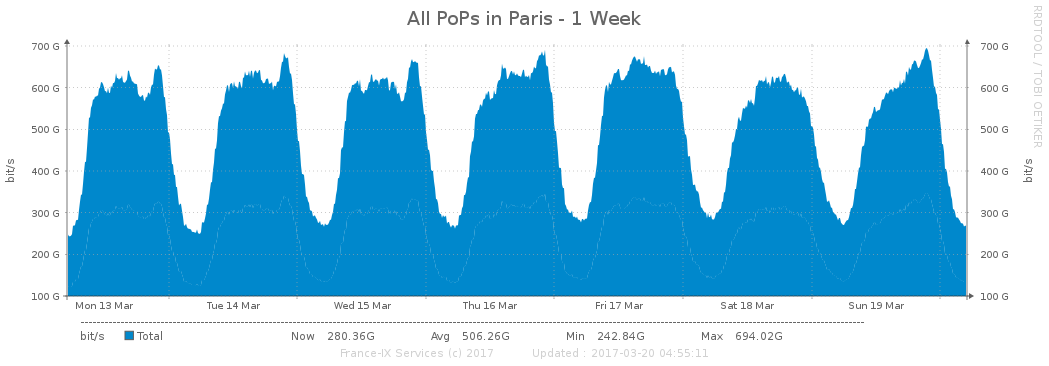 All PoPs in Paris - 1 Week
RRDTOOL / TOBI OETIKER
700 G 700 G
600 G 600 G
500 G 500 G
400 G 400 G
bit/s bit/s
300 G 300 G
200 G 200 G
100 G 100 G
Mon 13 Mar Tue 14 Mar Wed 15 Mar Thu 16 Mar Fri 17 Mar Sat 18 Mar Sun 19 Mar
bit/s Total Now 280.36G Avg 506.26G Min 242.84G Max 694.02G
France-IX Services (c) 2017 Updated : 2017-03-20 04:55:11